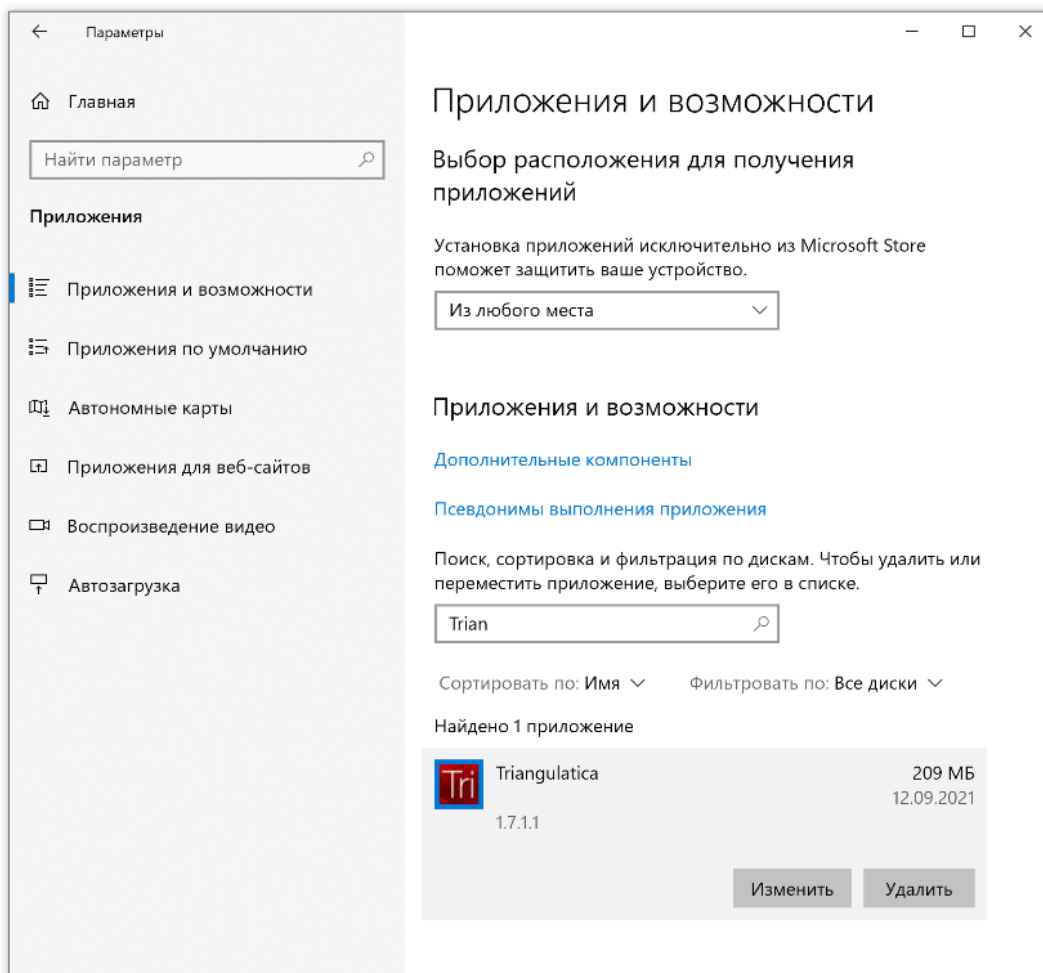 Параметры
Главная
Найти параметр
Приложения
Приложения и возможности
Приложения по умолчанию
Автономные карты
Приложения для веб-сайтов
Воспроизведение видео
Автозагрузка
Приложения и возможности
Выбор расположения для получения
приложений
Установка приложений исключительно из Microsoft Store
поможет защитить ваше устройство.
Из любого места
Приложения и возможности
Дополнительные компоненты
Псевдонимы выполнения приложения
Поиск, сортировка и фильтрация по дискам. Чтобы удалить или
переместить приложение, выберите его в списке.
Trian
Сортировать по: Имя Фильтровать по: Все диски
Найдено 1 приложение
Tri Triangulatica 209 МБ
12.09.2021
1.7.1.1
Изменить Удалить